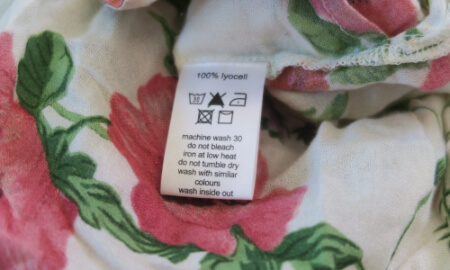 100% lyocell
30
machine wash 30
do not bleach
iron at low heat
do not tumble dry
wash with similar
colours
wash inside out